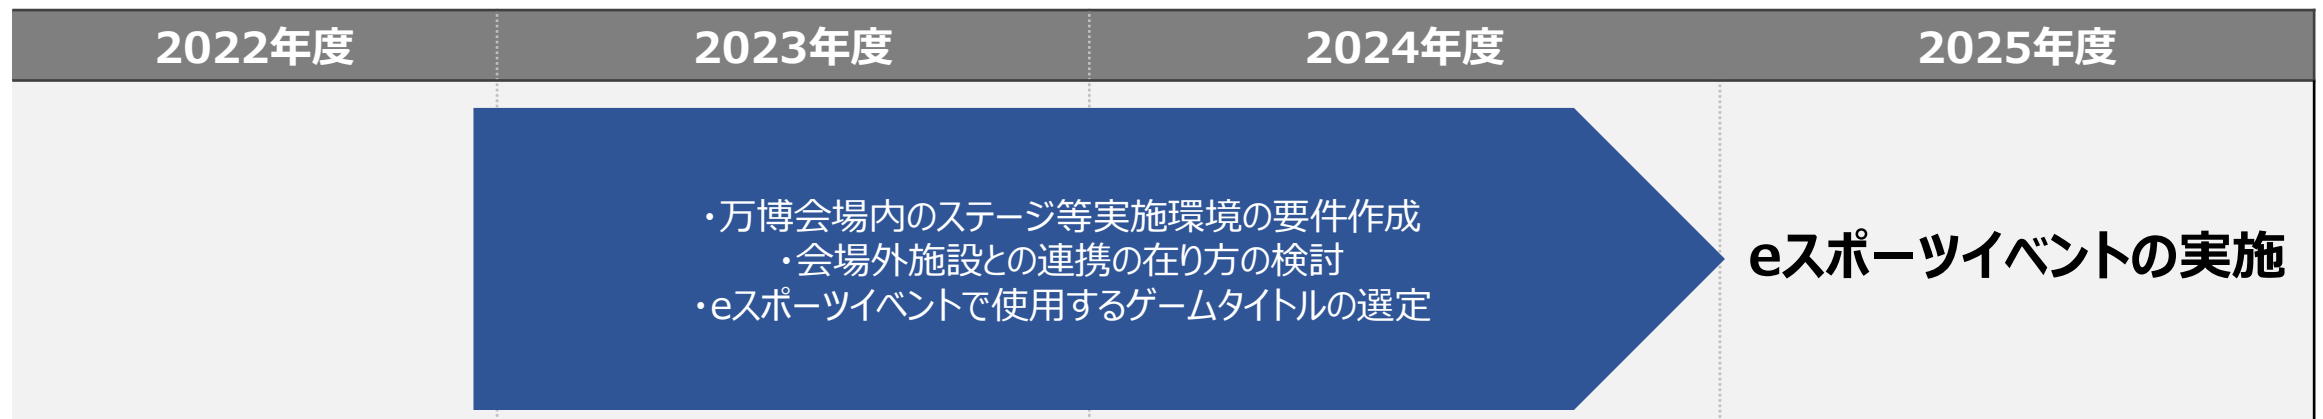 2022年度 2023年度 2024年度 2025年度
・万博会場内のステージ等実施環境の要件作成
・会場外施設との連携の在り方の検討
・eスポーツイベントで使用するゲームタイトルの選定
eスポーツイベントの実施